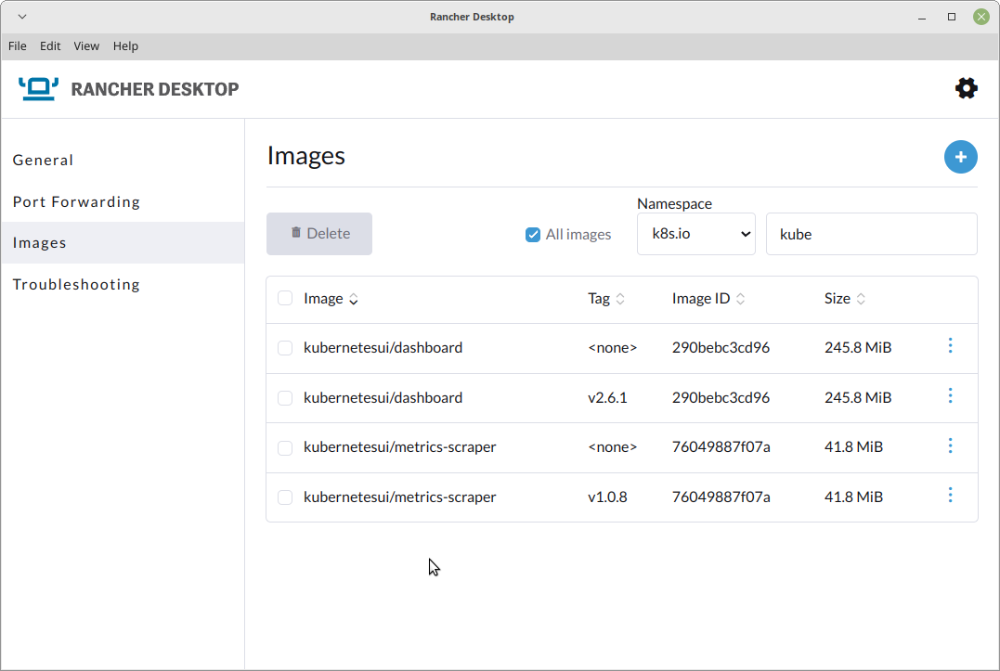 Rancher Desktop
File Edit View Help
RANCHER DESKTOP
General
Port Forwarding
Images
Troubleshooting
Images
Delete
All images
Namespace
k8s.io
kube
Image Tag Image ID Size
kubernetesui/dashboard <none> 290bebc3cd96 245.8 MiB
kubernetesui/dashboard v2.6.1 290bebc3cd96 245.8 MiB
kubernetesui/metrics-scraper <none> 76049887f07a 41.8 MiB
kubernetesui/metrics-scraper v1.0.8 76049887f07a 41.8 MiB